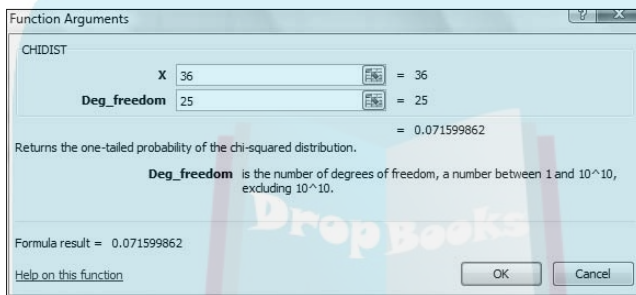 Function Arguments
CHIDIST
X 36 = 36
Deg_freedom 25 = 25
= 0.071599862
Returns the one-tailed probability of the chi-squared distribution.
Deg_freedom is the number of degrees of freedom, a number between 1 and 10^10,
excluding 10^10.
DropBooks
Formula result = 0.071599862
Help on this function
OK Cancel